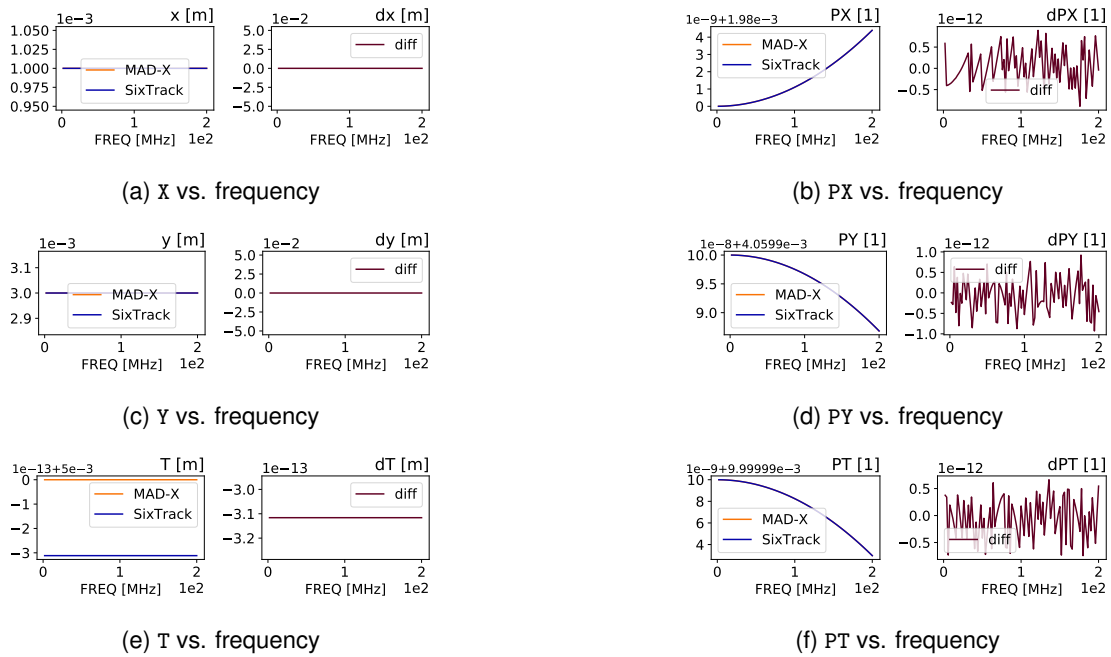 1e−3 x [m] 1e−2 dx [m] 1e−9+1.98e−3 PX [1] 1e−12 dPX [1]
1.050 5.0 4 0.5
1.025 diff 3 MAD-X
1.000 2.5 2 SixTrack 0.0
0.975 MAD-X 0.0 1 −0.5 diff
0.950 SixTrack −2.5 0
−5.0
0 1 2 0 1 2 0 1 2 0 1 2
FREQ [MHz] 1e2 FREQ [MHz] 1e2 FREQ [MHz] 1e2 FREQ [MHz] 1e2
(a) X vs. frequency (b) PX vs. frequency
1e−3 y [m] 1e−2 dy [m] 1e−8+4.0599e−3 PY [1] 1e−12 dPY [1]
3.1 5.0 diff 10.0 1.0 diff
3.0 2.5 9.5 MAD-X 0.5
2.9 MAD-X 0.0 9.0 SixTrack 0.0
SixTrack −2.5 −0.5
−5.0 −1.0
0 1 2 0 1 2 0 1 2 0 1 2
FREQ [MHz] 1e2 FREQ [MHz] 1e2 FREQ [MHz] 1e2 FREQ [MHz] 1e2
(c) Y vs. frequency (d) PY vs. frequency
1e−13+5e−3 T [m] 1e−13 dT [m] 1e−9+9.99999e−3 PT [1] 1e−12 dPT [1]
0 MAD-X −3.0 diff 10 0.5
−1 SixTrack −3.1 8 MAD-X 0.0
−2 −3.2 6 SixTrack −0.5 diff
−3 4
0 1 2 0 1 2 0 1 2 0 1 2
FREQ [MHz] 1e2 FREQ [MHz] 1e2 FREQ [MHz] 1e2 FREQ [MHz] 1e2
(e) T vs. frequency (f) PT vs. frequency